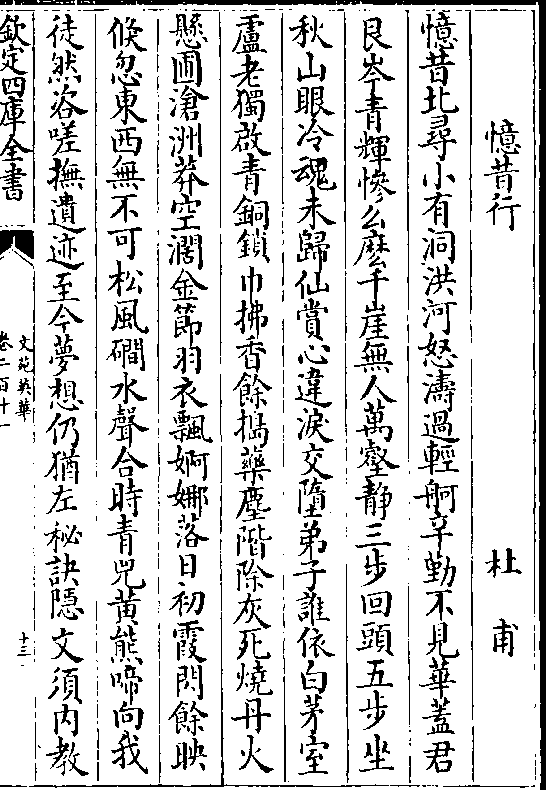 憶昔行　杜甫
憶昔北尋小有洞洪河怒濤過輕舸辛勤不見華蓋君
艮岑青輝慘么麽千崖無人萬壑静三步回頭五步坐
秋山眼冷魂未歸仙賞心違淚交墮弟子誰依白茅室
盧老獨啟青銅鎖巾拂香餘搗藥塵階除灰死燒丹火
懸圃滄洲莽空濶金節羽衣飄婀娜落日初霞閃餘映
倐忽東西無不可松風磵水聲合時青兕黄熊啼向我
徒然咨嗟撫遺迹至今夢想仍猶左秘訣隱文須内教
欽定四庫全書
文苑英華
卷二百十一
十三